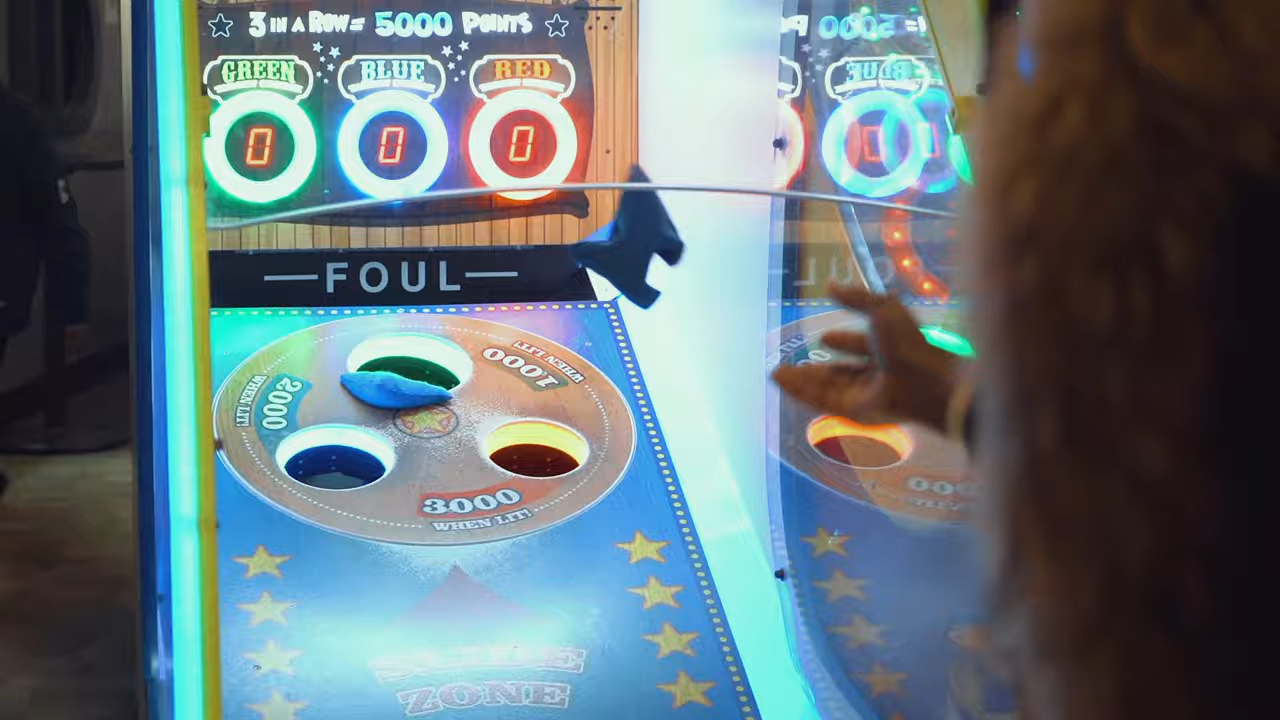 3 IN A ROW= 5000 POINTS
GREEN BLUE RED
0 0 0
—FOUL—
1000
WHEN LIT!
2000
WHEN LIT!
3000
WHEN LIT!
ZONE